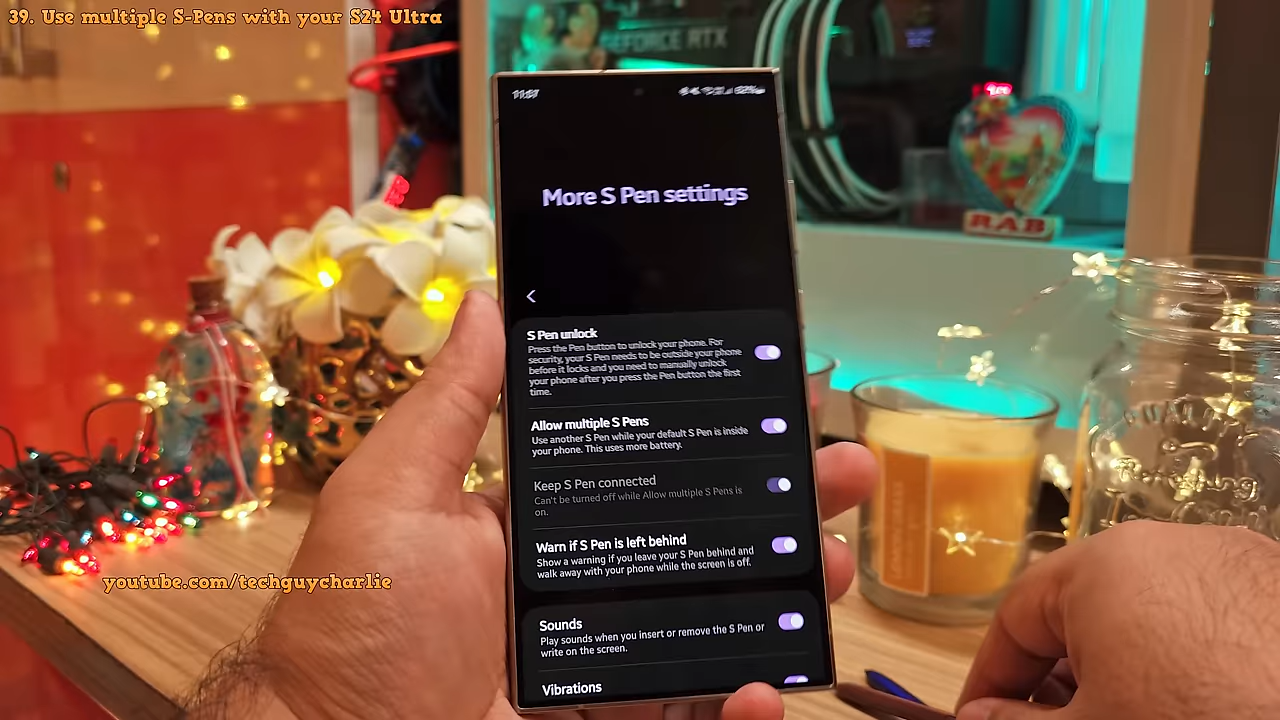 39. Use multiple S-Pens with your S24 Ultra
GEFORCE RTX
11:37
62%
More S Pen settings
RAB
S Pen unlock
Press the Pen button to unlock your phone. For
security, your S Pen needs to be outside your phone
before it locks and you need to manually unlock
your phone after you press the Pen button the first
time.
Allow multiple S Pens
Use another S Pen while your default S Pen is inside
your phone. This uses more battery.
Keep S Pen connected
Can't be turned off while Allow multiple S Pens is
on.
Warn if S Pen is left behind
Show a warning if you leave your S Pen behind and
walk away with your phone while the screen is off.
youtube.com/techguycharlie
Sounds
Play sounds when you insert or remove the S Pen or
write on the screen.
Vibrations